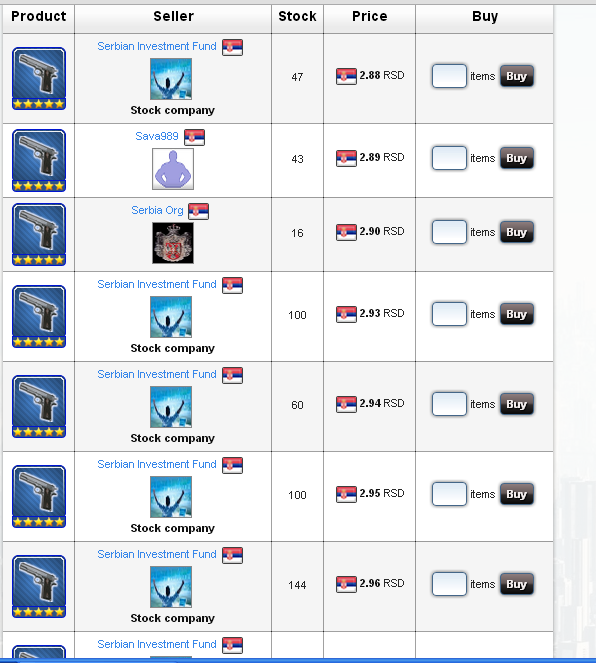 Product Seller Stock Price Buy
Serbian Investment Fund
Stock company
47 2.88 RSD items Buy
Sava989
43 2.89 RSD items Buy
Serbia Org
16 2.90 RSD items Buy
Serbian Investment Fund
Stock company
100 2.93 RSD items Buy
Serbian Investment Fund
Stock company
60 2.94 RSD items Buy
Serbian Investment Fund
Stock company
100 2.95 RSD items Buy
Serbian Investment Fund
Stock company
144 2.96 RSD items Buy
Serbian Investment Fund